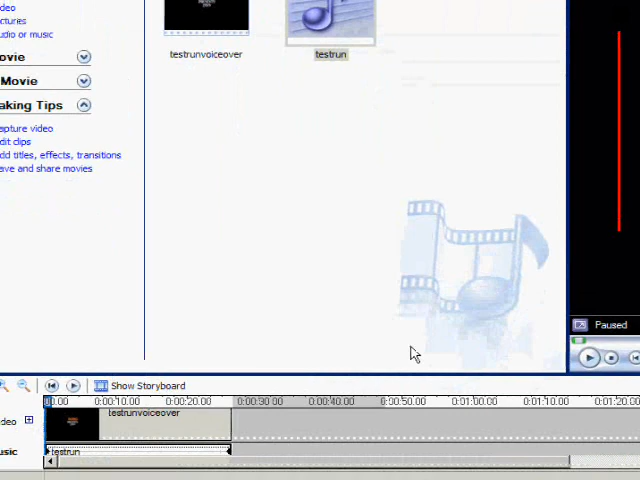 deo
ctures
udio or music
ovie
Movie
aking Tips
apture video
dit clips
dd titles, effects, transitions
ave and share movies
testrunvoiceover
testrun
Paused
Show Storyboard
0:00:10.00 0:00:20.00 0:00:30.00 0:00:40.00 0:00:50.00 0:01:00.00 0:01:10.00 0:01:20.00
deo
testrunvoiceover
usic
testrun